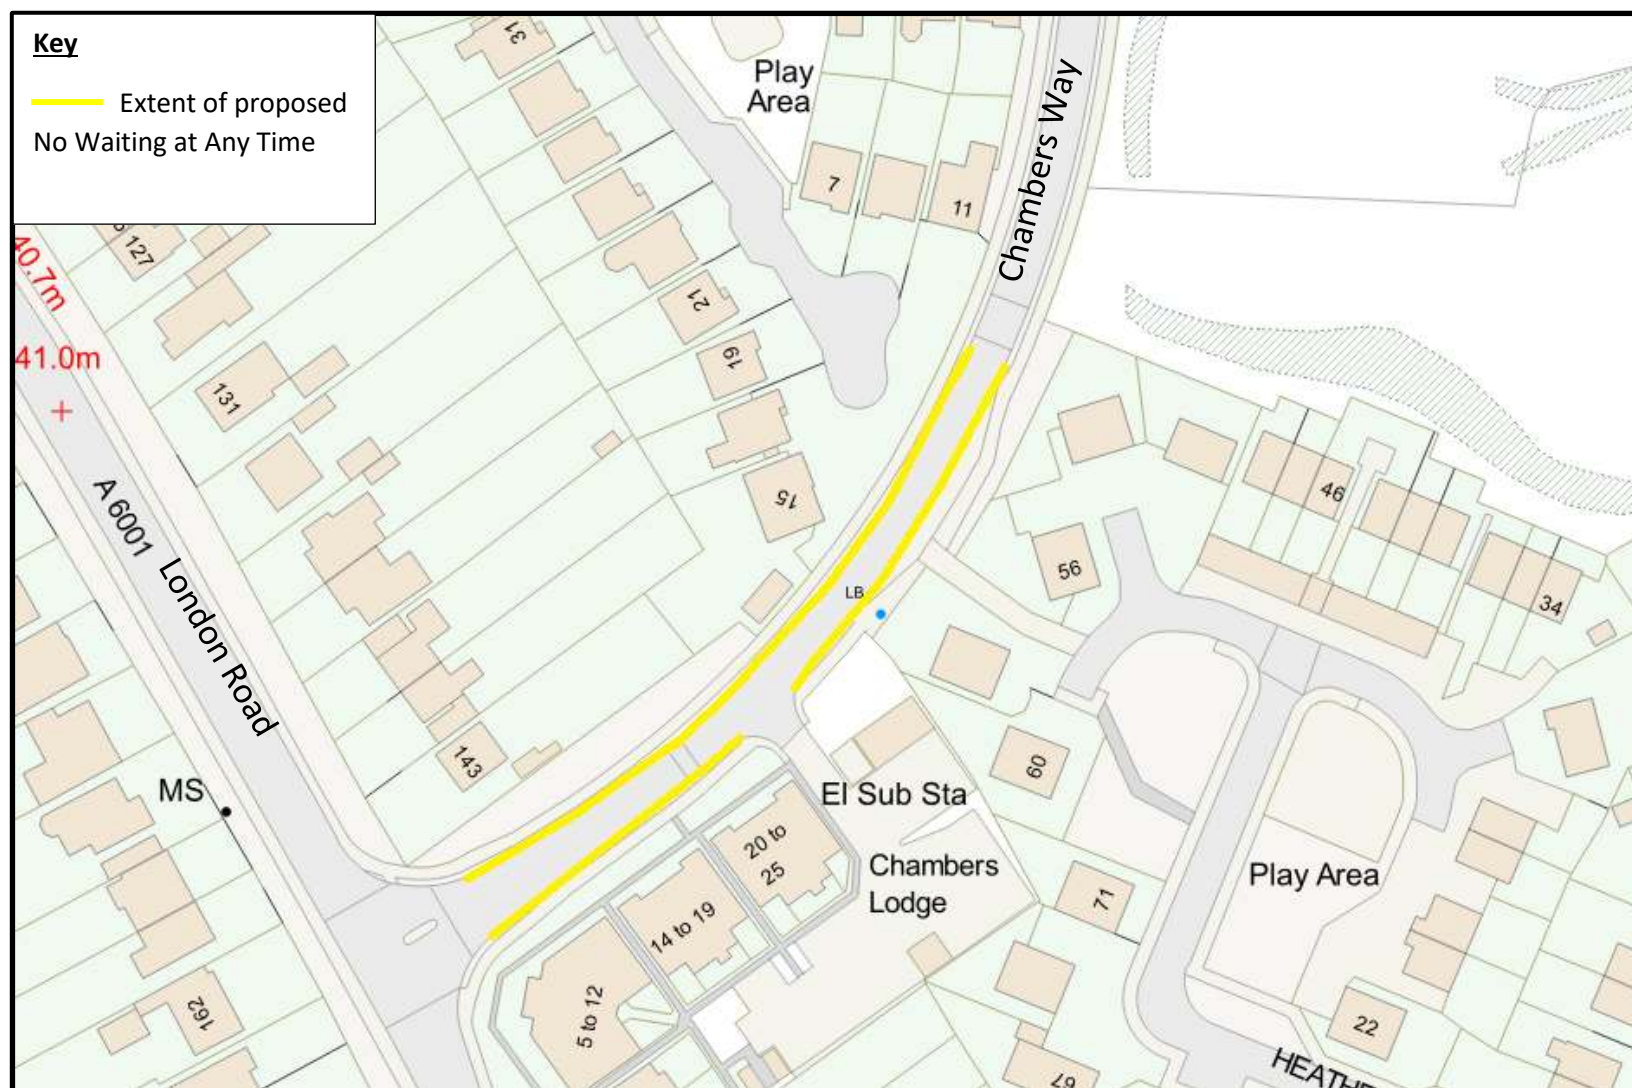 Key
Extent of proposed
No Waiting at Any Time
31
Play
Area
Chambers Way
7
11
127
40.7m
41.0m
21
19
131
15
A 6001
London Road
46
56
34
LB
143
MS
60
El Sub Sta
20 to
25
Chambers
Lodge
14 to 19
71
Play Area
5 to 12
162
22
67